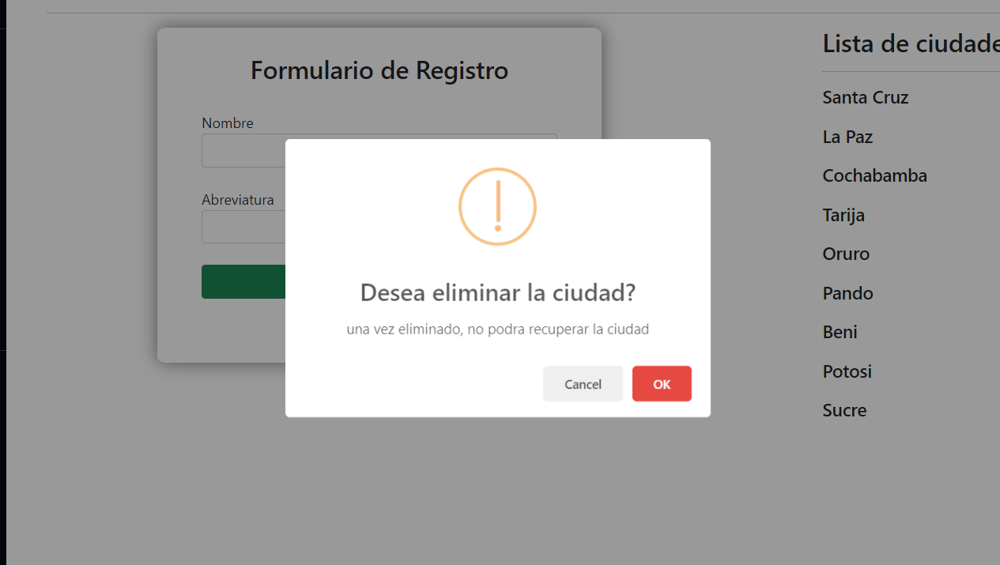 Formulario de Registro
Nombre
Abreviatura
Desea eliminar la ciudad?
una vez eliminado, no podra recuperar la ciudad
Cancel
OK
Lista de ciudade
Santa Cruz
La Paz
Cochabamba
Tarija
Oruro
Pando
Beni
Potosi
Sucre